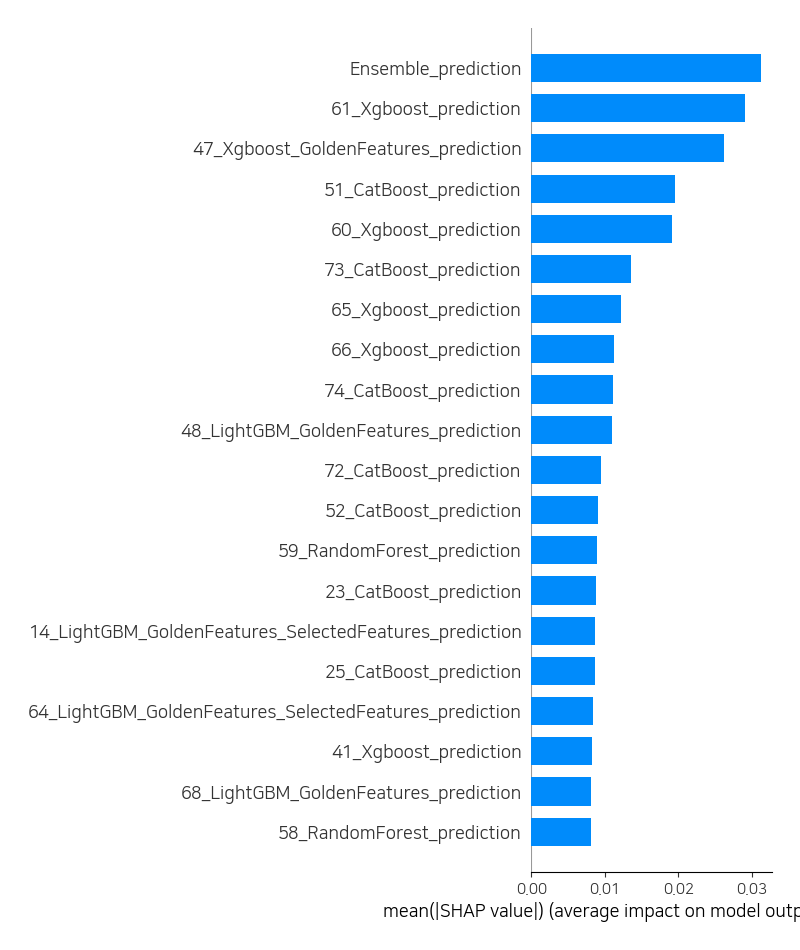 Ensemble_prediction
61_Xgboost_prediction
47_Xgboost_GoldenFeatures_prediction
51_CatBoost_prediction
60_Xgboost_prediction
73_CatBoost_prediction
65_Xgboost_prediction
66_Xgboost_prediction
74_CatBoost_prediction
48_LightGBM_GoldenFeatures_prediction
72_CatBoost_prediction
52_CatBoost_prediction
59_RandomForest_prediction
23_CatBoost_prediction
14_LightGBM_GoldenFeatures_SelectedFeatures_prediction
25_CatBoost_prediction
64_LightGBM_GoldenFeatures_SelectedFeatures_prediction
41_Xgboost_prediction
68_LightGBM_GoldenFeatures_prediction
58_RandomForest_prediction
0.00 0.01 0.02 0.03
mean(|SHAP value|) (average impact on model outp